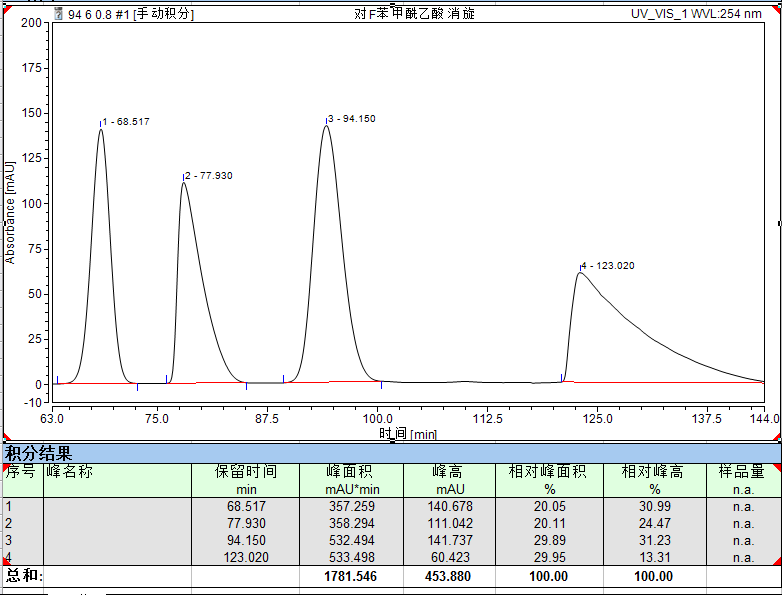 94 6 0.8 #1 [手动积分] 对F苯甲酰乙酸 消旋 UV_VIS_1 WVL:254 nm
200
175
150
125
100
75
50
25
0
-10
Absorbance [mAU]
1 - 68.517
2 - 77.930
3 - 94.150
4 - 123.020
63.0 75.0 87.5 100.0 112.5 125.0 137.5 144.0
时间 [min]
积分结果
序号 峰名称 保留时间 峰面积 峰高 相对峰面积 相对峰高 样品量
min mAU*min mAU % % n.a.
1 68.517 357.259 140.678 20.05 30.99 n.a.
2 77.930 358.294 111.042 20.11 24.47 n.a.
3 94.150 532.494 141.737 29.89 31.23 n.a.
4 123.020 533.498 60.423 29.95 13.31 n.a.
总和: 1781.546 453.880 100.00 100.00